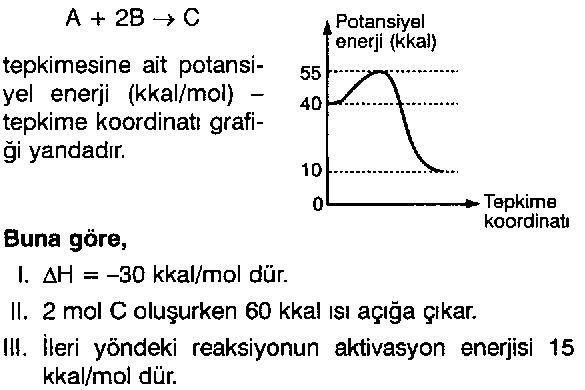 A + 2B → C
tepkimesine ait potansi-
yel enerji (kkal/mol) –
tepkime koordinatı grafi-
ği yandadır.
Potansiyel
enerji (kkal)
55
40
10
0
Tepkime
koordinatı
Buna göre,
I. ΔH = –30 kkal/mol dür.
II. 2 mol C oluşurken 60 kkal ısı açığa çıkar.
III. İleri yöndeki reaksiyonun aktivasyon enerjisi 15
kkal/mol dür.